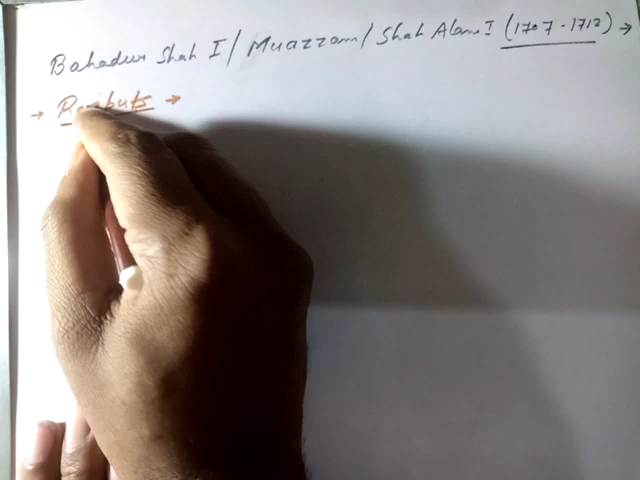 Bahadur Shah I / Muazzam / Shah Alam I (1707-1712) →
→ Rajputs →